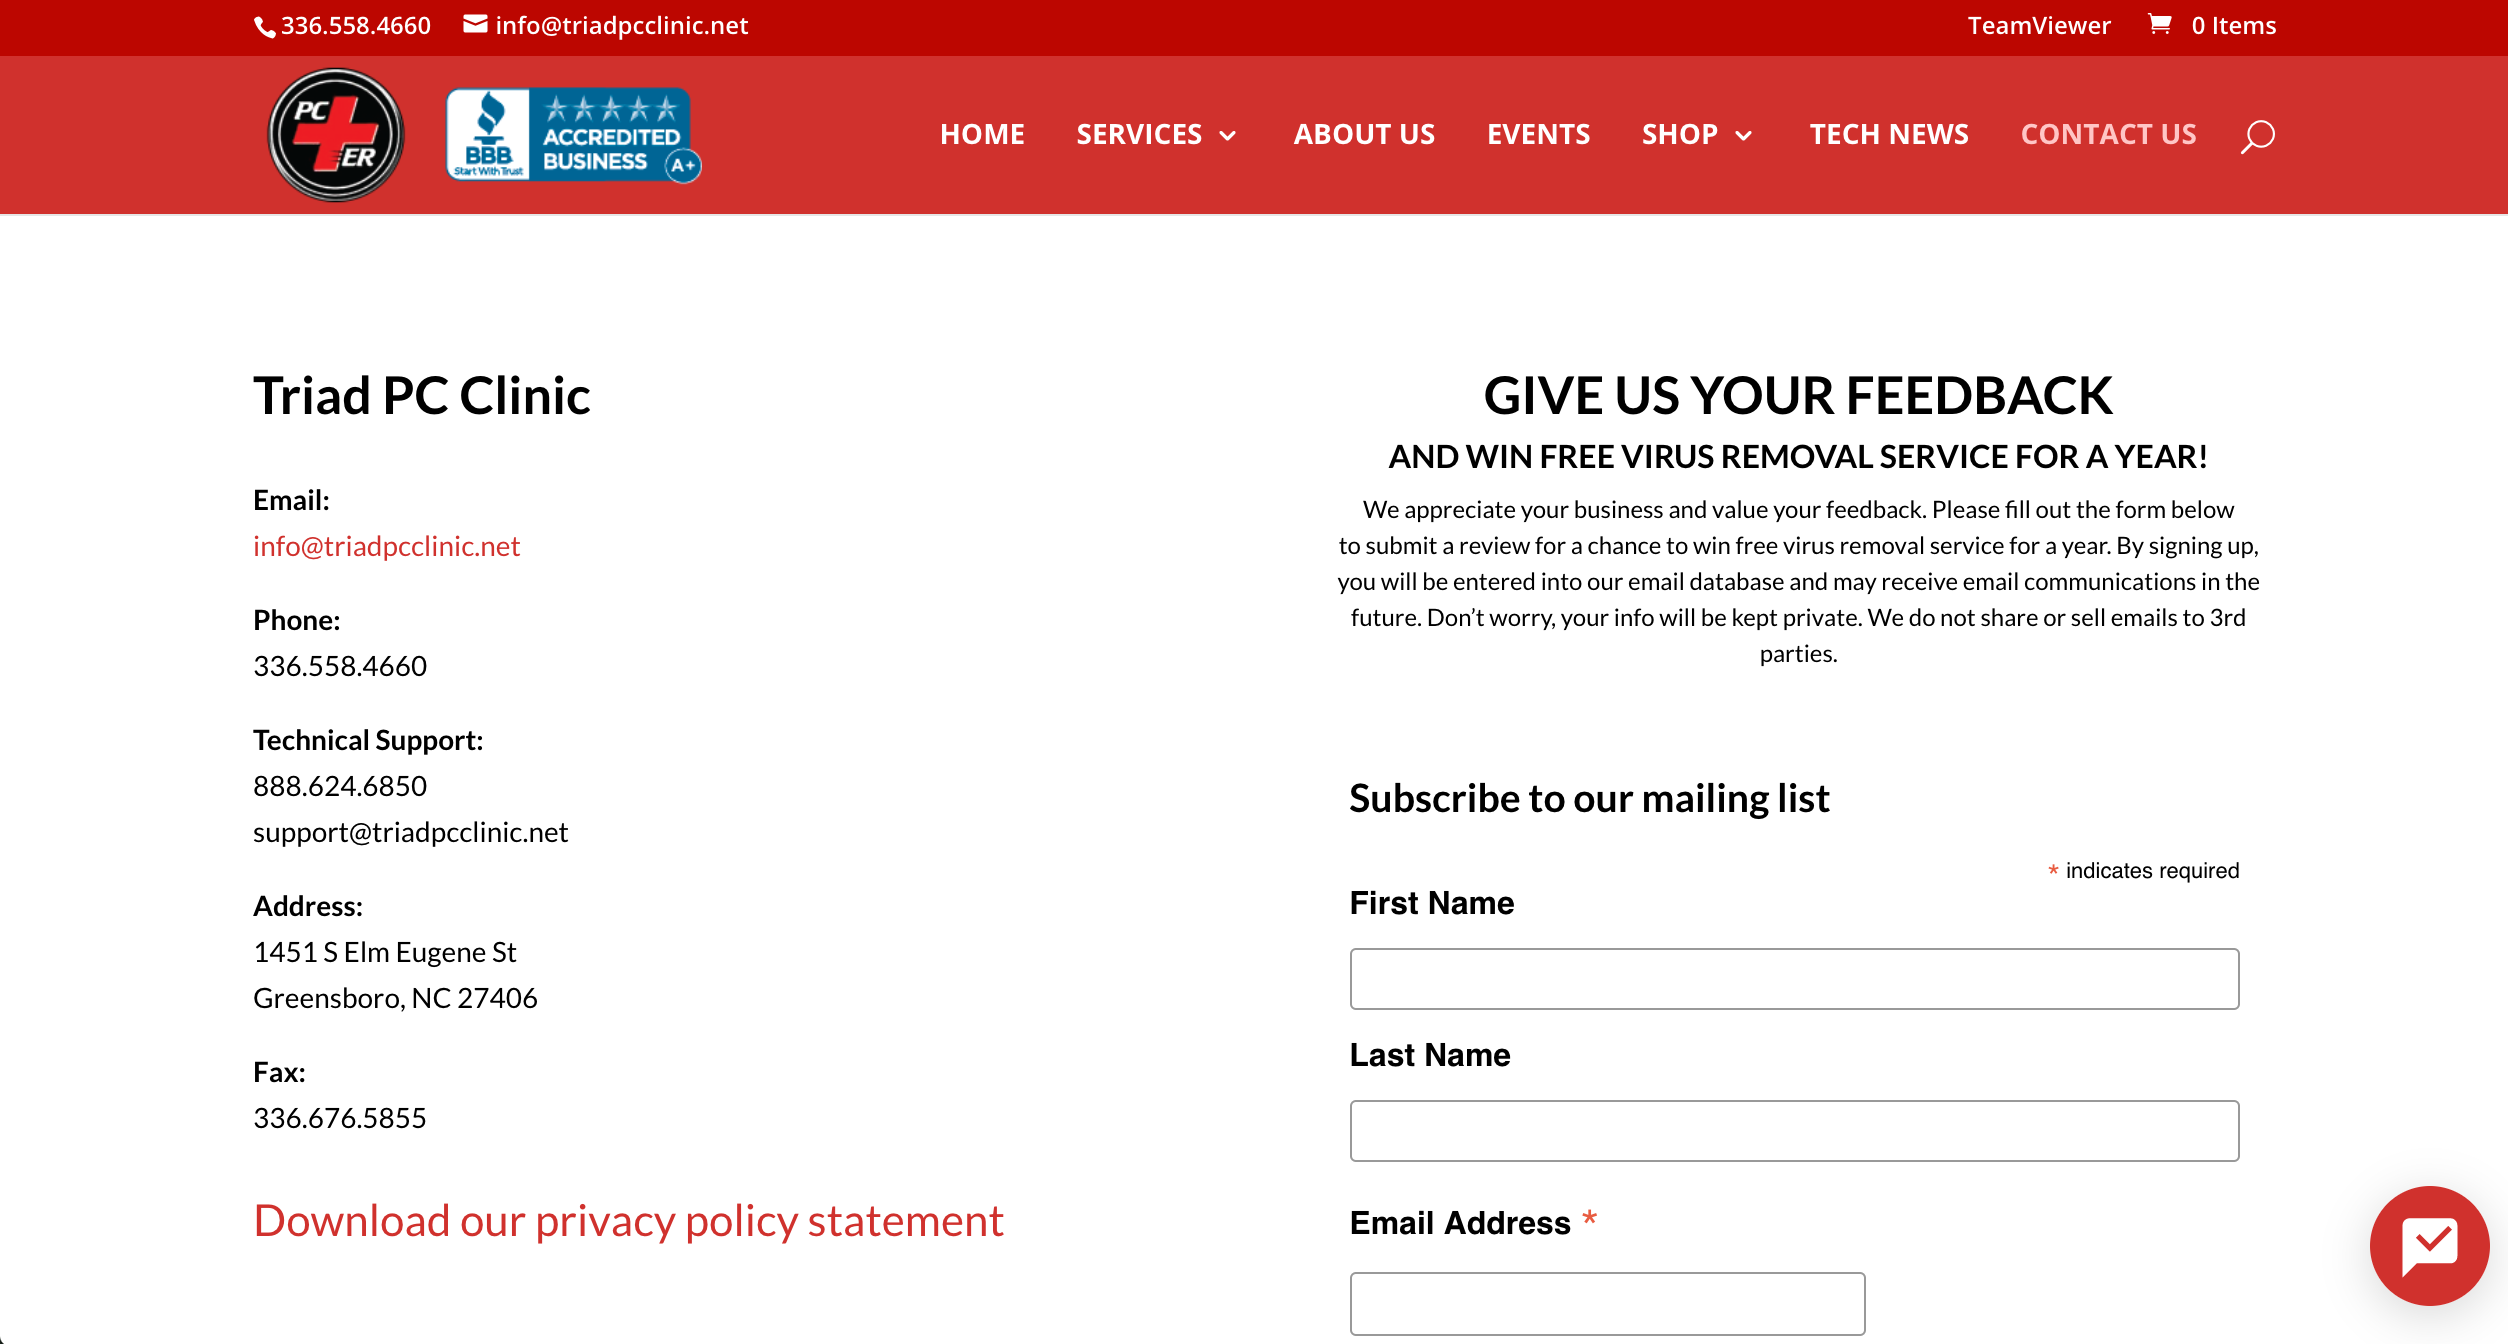 336.558.4660 info@triadpcclinic.net TeamViewer 0 Items
PC
ER
BBB
Start With Trust
ACCREDITED
BUSINESS
A+
HOME SERVICES ABOUT US EVENTS SHOP TECH NEWS CONTACT US
Triad PC Clinic
Email:
info@triadpcclinic.net
Phone:
336.558.4660
Technical Support:
888.624.6850
support@triadpcclinic.net
Address:
1451 S Elm Eugene St
Greensboro, NC 27406
Fax:
336.676.5855
Download our privacy policy statement
GIVE US YOUR FEEDBACK
AND WIN FREE VIRUS REMOVAL SERVICE FOR A YEAR!
We appreciate your business and value your feedback. Please fill out the form below
to submit a review for a chance to win free virus removal service for a year. By signing up,
you will be entered into our email database and may receive email communications in the
future. Don’t worry, your info will be kept private. We do not share or sell emails to 3rd
parties.
Subscribe to our mailing list
* indicates required
First Name
Last Name
Email Address *